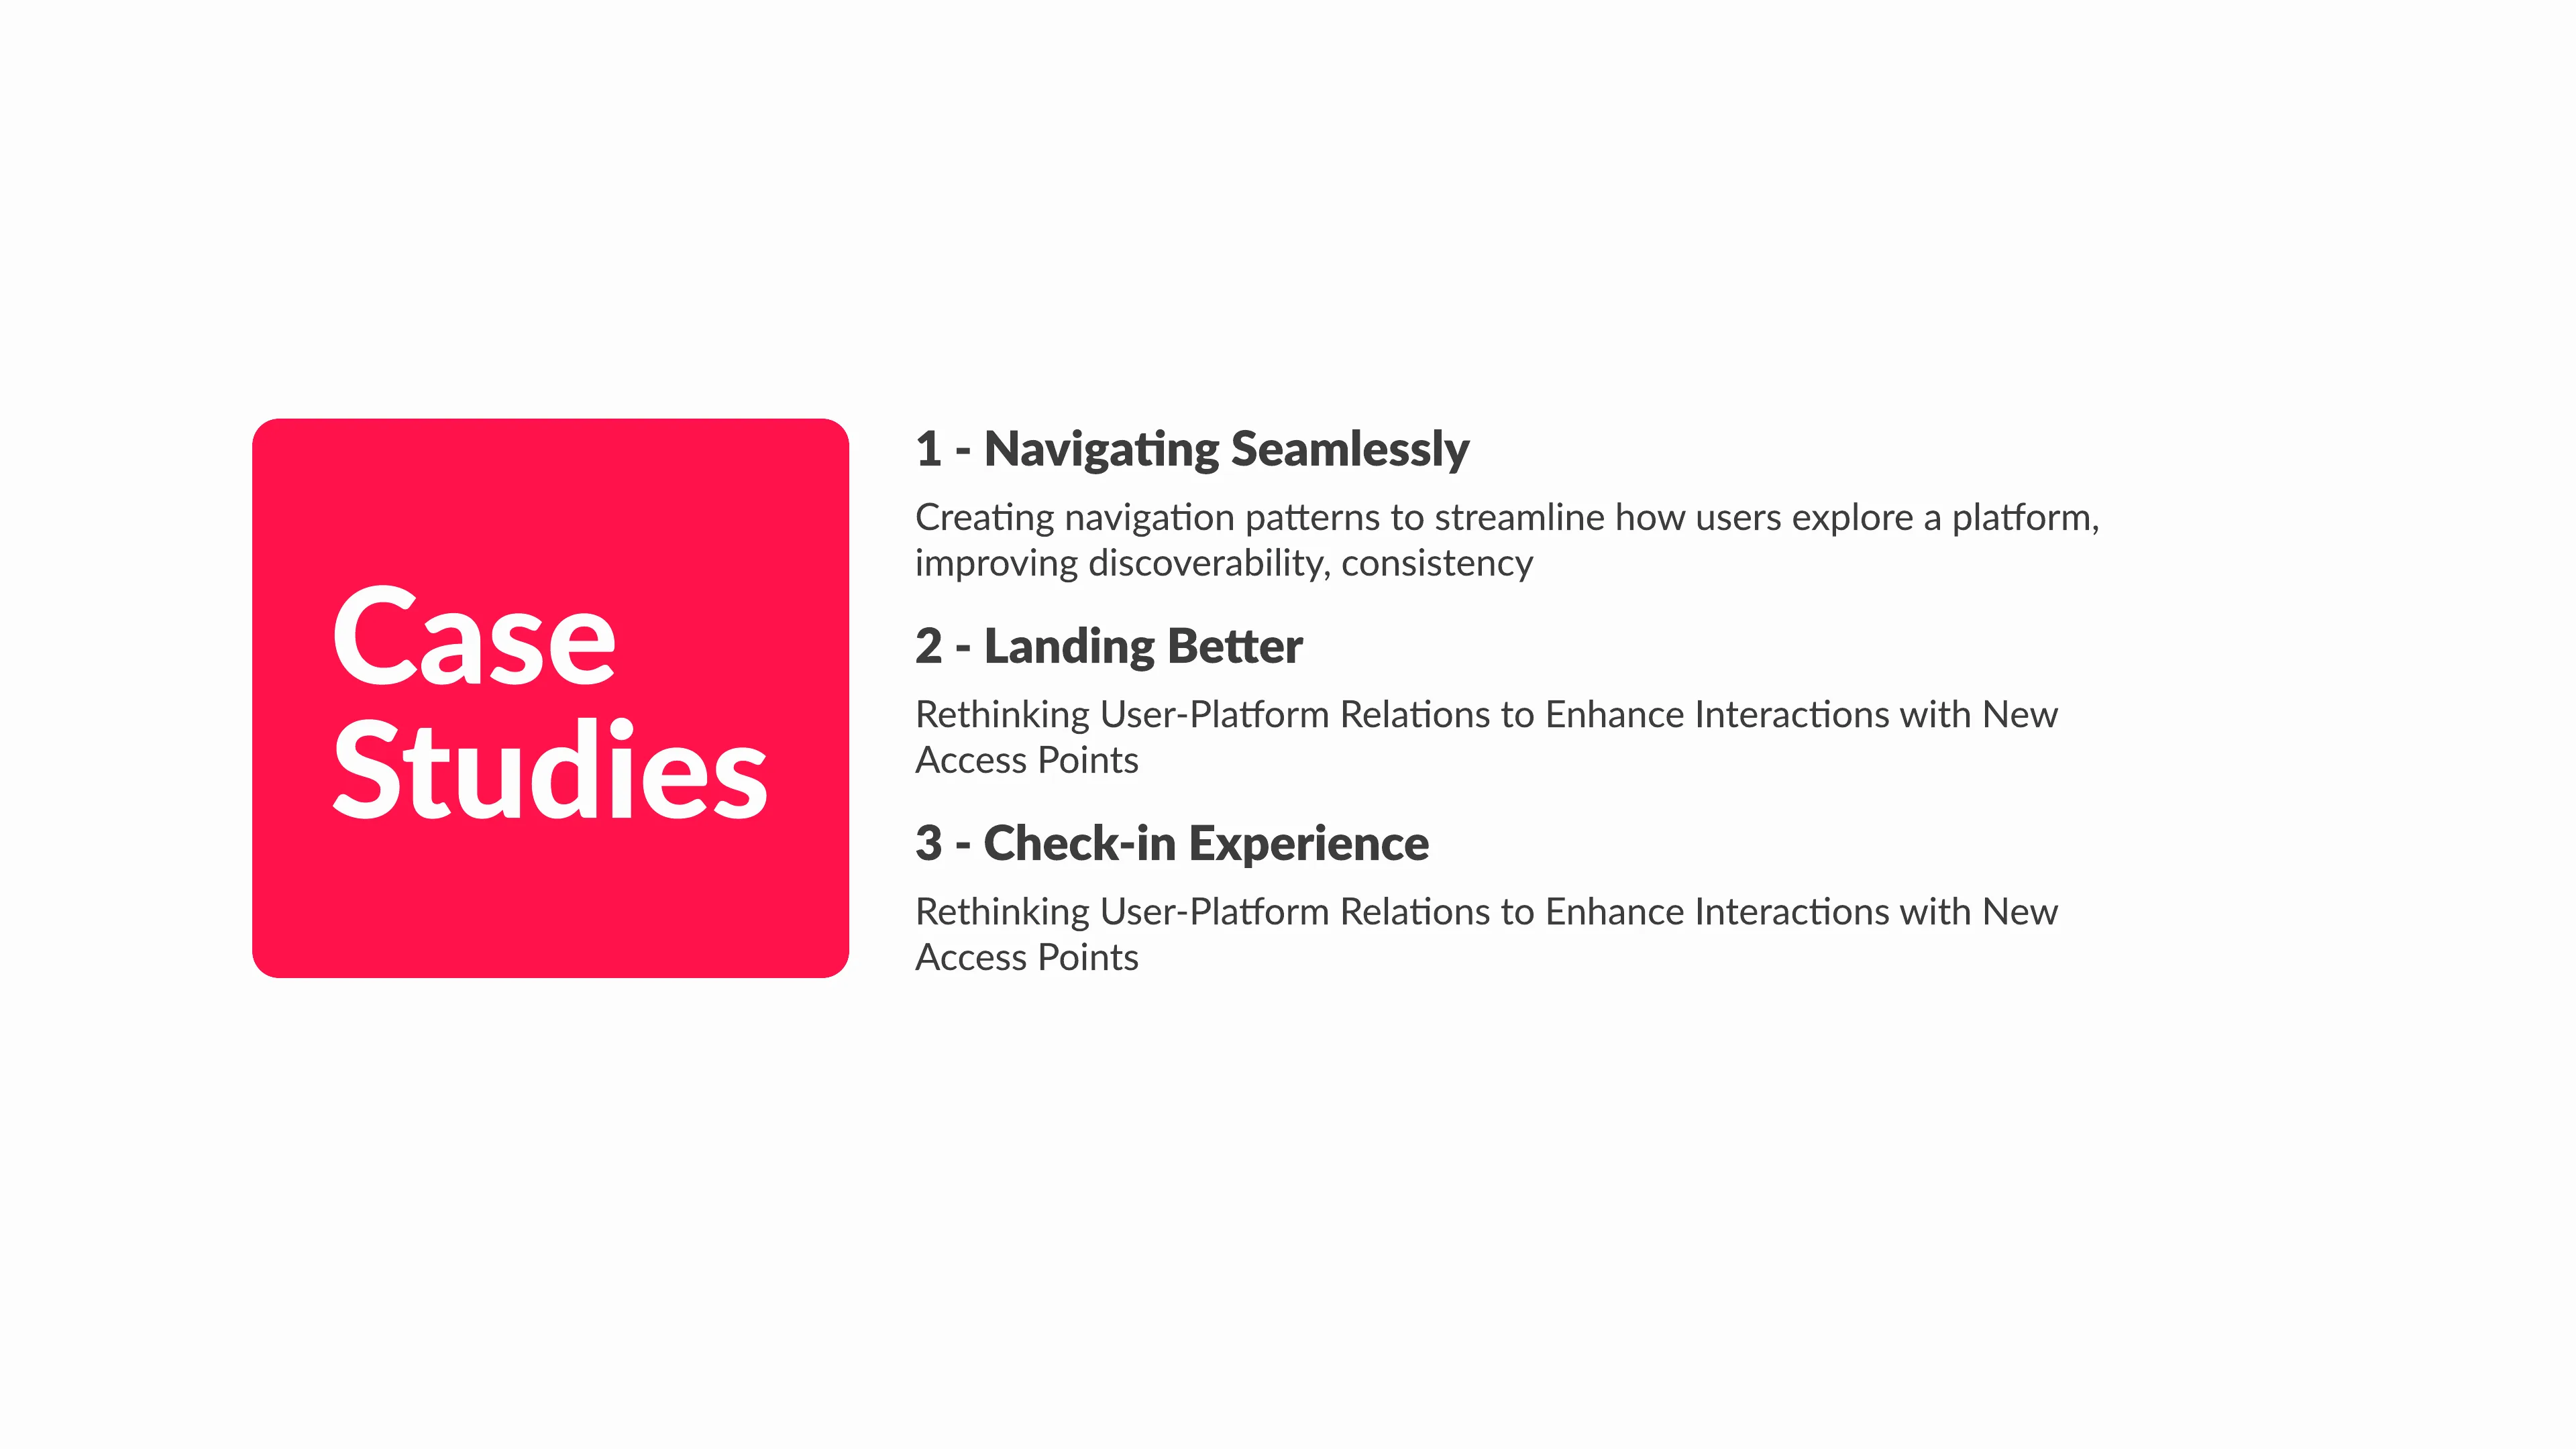 Case
Studies
1 - Navigating Seamlessly
Creating navigation patterns to streamline how users explore a platform,
improving discoverability, consistency
2 - Landing Better
Rethinking User-Platform Relations to Enhance Interactions with New
Access Points
3 - Check-in Experience
Rethinking User-Platform Relations to Enhance Interactions with New
Access Points